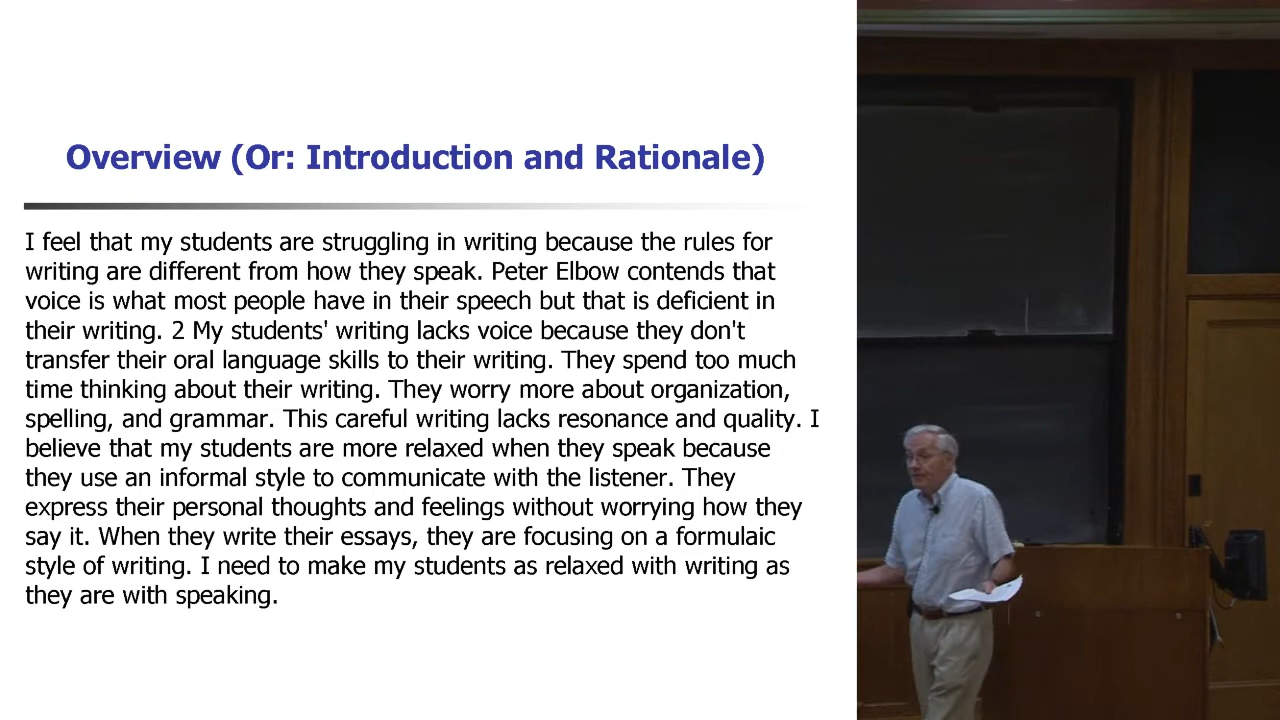 Overview (Or: Introduction and Rationale)
I feel that my students are struggling in writing because the rules for
writing are different from how they speak. Peter Elbow contends that
voice is what most people have in their speech but that is deficient in
their writing. 2 My students' writing lacks voice because they don't
transfer their oral language skills to their writing. They spend too much
time thinking about their writing. They worry more about organization,
spelling, and grammar. This careful writing lacks resonance and quality. I
believe that my students are more relaxed when they speak because
they use an informal style to communicate with the listener. They
express their personal thoughts and feelings without worrying how they
say it. When they write their essays, they are focusing on a formulaic
style of writing. I need to make my students as relaxed with writing as
they are with speaking.